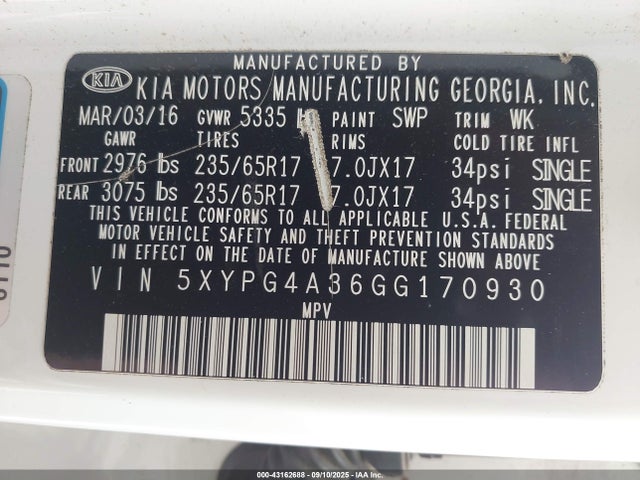 MANUFACTURED BY
KIA KIA MOTORS MANUFACTURING GEORGIA, INC.
MAR/03/16 GVWR 5335 PAINT SWP TRIM WK
GAWR TIRES RIMS COLD TIRE INFL
FRONT 2976 lbs 235/65R17 7.0JX17 34psi SINGLE
REAR 3075 lbs 235/65R17 7.0JX17 34psi SINGLE
THIS VEHICLE CONFORMS TO ALL APPLICABLE U.S.A. FEDERAL
MOTOR VEHICLE SAFETY AND THEFT PREVENTION STANDARDS
IN EFFECT ON THE DATE OF MANUFACTURE SHOWN ABOVE
VIN 5XYPG4A36GG170930
MPV
000-43162688 - 09/10/2025 - IAA Inc.